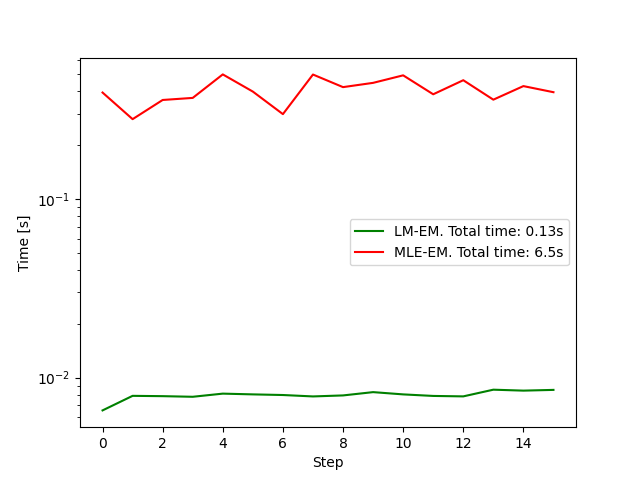 Time [s]
10⁻¹
10⁻²
LM-EM. Total time: 0.13s
MLE-EM. Total time: 6.5s
0 2 4 6 8 10 12 14
Step